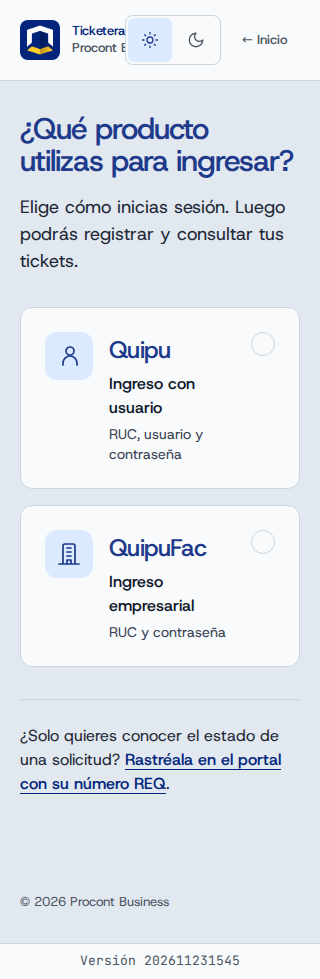 Ticketera
Procont
← Inicio
¿Qué producto
utilizas para ingresar?
Elige cómo inicias sesión. Luego
podrás registrar y consultar tus
tickets.
Quipu
Ingreso con
usuario
RUC, usuario y
contraseña
QuipuFac
Ingreso
empresarial
RUC y contraseña
¿Solo quieres conocer el estado de
una solicitud? Rastréala en el portal
con su número REQ.
© 2026 Procont Business
Versión 202611231545